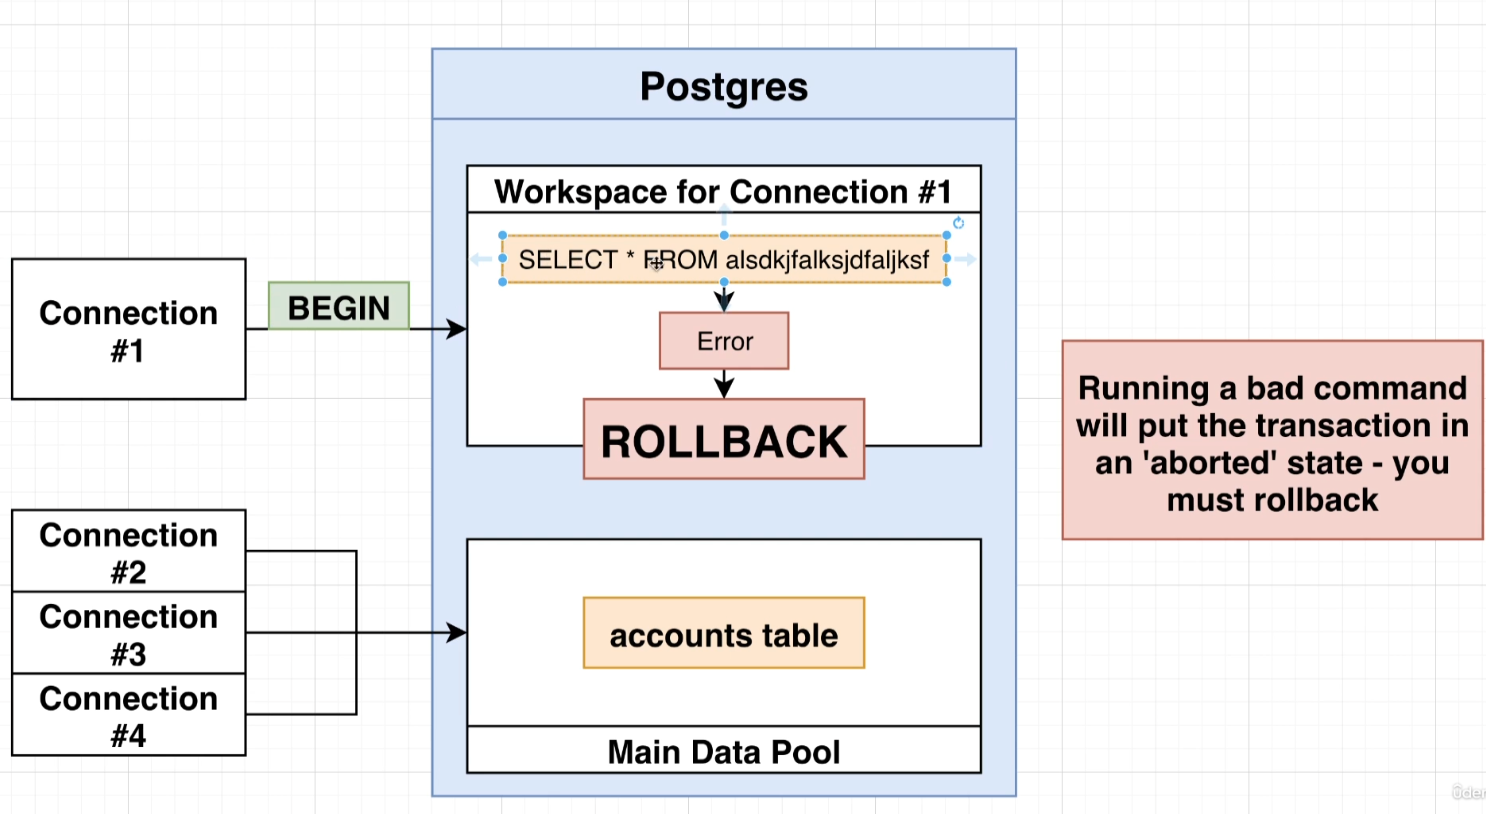 Postgres
Workspace for Connection #1
SELECT * FROM alsdkjfalksjdfaljksf
Connection
#1
BEGIN
Error
ROLLBACK
Running a bad command
will put the transaction in
an 'aborted' state - you
must rollback
Connection
#2
Connection
#3
Connection
#4
accounts table
Main Data Pool